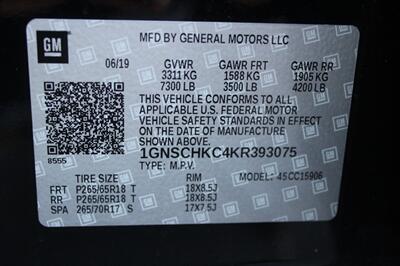 GM
MFD BY GENERAL MOTORS LLC
06/19 GVWR GAWR FRT GAWR RR
3311 KG 1588 KG 1905 KG
7300 LB 3500 LB 4200 LB
THIS VEHICLE CONFORMS TO ALL
APPLICABLE U.S. FEDERAL MOTOR
VEHICLE SAFETY STANDARDS IN
EFFECT ON THE DATE OF
MANUFACTURE SHOWN ABOVE.
8555 1GNSCHKC4KR393075
TYPE: M.P.V.
TIRE SIZE RIM MODEL: 45CC15906
FRT P265/65R18 T 18X8.5J
RR P265/65R18 T 18X8.5J
SPA 265/70R17 S 17X7.5J